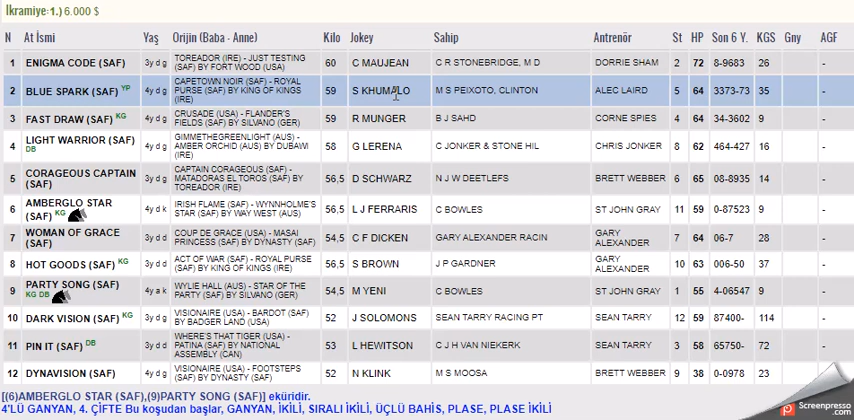 İkramiye:1.) 6.000 $
N At İsmi Yaş Orijin (Baba - Anne) Kilo Jokey Sahip Antrenör St HP Son 6 Y. KGS Gny AGF
1 ENIGMA CODE (SAF) 3y d g TOREADOR (IRE) - JUST TESTING (SAF) BY FORT WOOD (USA) 60 C MAUJEAN C R STONEBRIDGE, M D DORRIE SHAM 2 72 8-9683 26 -
2 BLUE SPARK (SAF) YP 4y d g CAPETOWN NOIR (SAF) - ROYAL PURSE (SAF) BY KING OF KINGS (IRE) 59 S KHUMALO M S PEIXOTO, CLINTON ALEC LAIRD 5 64 3373-73 35 -
3 FAST DRAW (SAF) KG 4y d g CRUSADE (USA) - FLANDER'S FIELDS (SAF) BY SILVANO (GER) 59 R MUNGER B J SAHD CORNE SPIES 4 64 34-3602 9 -
4 LIGHT WARRIOR (SAF) DB 4y d g GIMMETHEGREENLIGHT (AUS) - AMBER ORCHID (AUS) BY DUBAWI (IRE) 58 G LERENA C JONKER & STONE HIL CHRIS JONKER 8 62 464-427 16 -
5 CORAGEOUS CAPTAIN (SAF) 3y d g CAPTAIN CORAGEOUS (SAF) - MATADORAS EL TOROS (SAF) BY TOREADOR (IRE) 56,5 D SCHWARZ N J W DEETLEFS BRETT WEBBER 6 65 08-8935 14 -
6 AMBERGLO STAR (SAF) KG 4y d k IRISH FLAME (SAF) - WYNNHOLME'S STAR (SAF) BY WAY WEST (AUS) 56,5 L J FERRARIS C BOWLES ST JOHN GRAY 11 59 0-87523 9 -
7 WOMAN OF GRACE (SAF) 3y d d COUP DE GRACE (USA) - MASAI PRINCESS (SAF) BY DYNASTY (SAF) 54,5 C F DICKEN GARY ALEXANDER RACIN GARY ALEXANDER 7 64 06-7 28 -
8 HOT GOODS (SAF) KG 3y d d ACT OF WAR (SAF) - ROYAL PURSE (SAF) BY KING OF KINGS (IRE) 56,5 S BROWN J P GARDNER GARY ALEXANDER 10 63 006-50 37 -
9 PARTY SONG (SAF) KG DB 4y a k WYLIE HALL (AUS) - STAR OF THE PARTY (SAF) BY SILVANO (GER) 54,5 M YENI C BOWLES ST JOHN GRAY 1 55 4-06547 9 -
10 DARK VISION (SAF) KG 3y d g VISIONAIRE (USA) - BARDOT (SAF) BY BADGER LAND (USA) 52 J SOLOMONS SEAN TARRY RACING PT SEAN TARRY 12 59 87400- 114 -
11 PIN IT (SAF) DB 3y d d WHERE'S THAT TIGER (USA) - PATINA (SAF) BY NATIONAL ASSEMBLY (CAN) 53 L HEWITSON C J H VAN NIEKERK SEAN TARRY 3 58 65750- 72 -
12 DYNAVISION (SAF) 4y d g VISIONAIRE (USA) - FOOTSTEPS (SAF) BY DYNASTY (SAF) 52 N KLINK M S MOOSA BRETT WEBBER 9 38 0-0978 23 -
[(6)AMBERGLO STAR (SAF),(9)PARTY SONG (SAF)] eküridir.
4'LÜ GANYAN, 4. ÇİFTE Bu koşudan başlar, GANYAN, İKİLİ, SIRALI İKİLİ, ÜÇLÜ BAHİS, PLASE, PLASE İKİLİ
Screenpresso.com